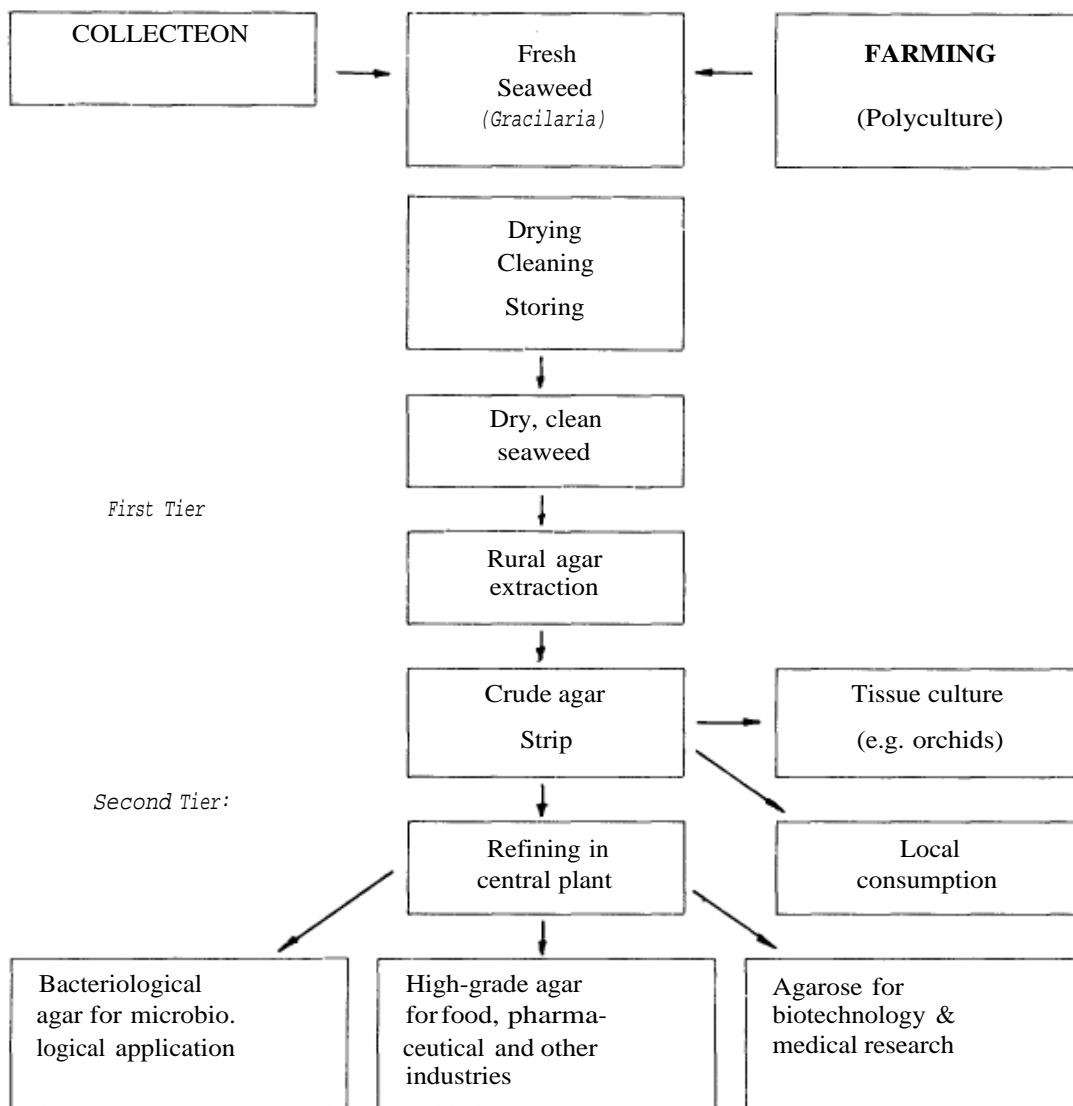 COLLECTEON
Fresh
Seaweed
(Gracilaria)
FARMING
(Polyculture)
Drying
Cleaning
Storing
Dry, clean
seaweed
First Tier
Rural agar
extraction
Crude agar
Strip
Tissue culture
(e.g. orchids)
Second Tier:
Refining in
central plant
Local
consumption
Bacteriological
agar for microbio.
logical application
High-grade agar
for food, pharma-
ceutical and other
industries
Agarose for
biotechnology &
medical research